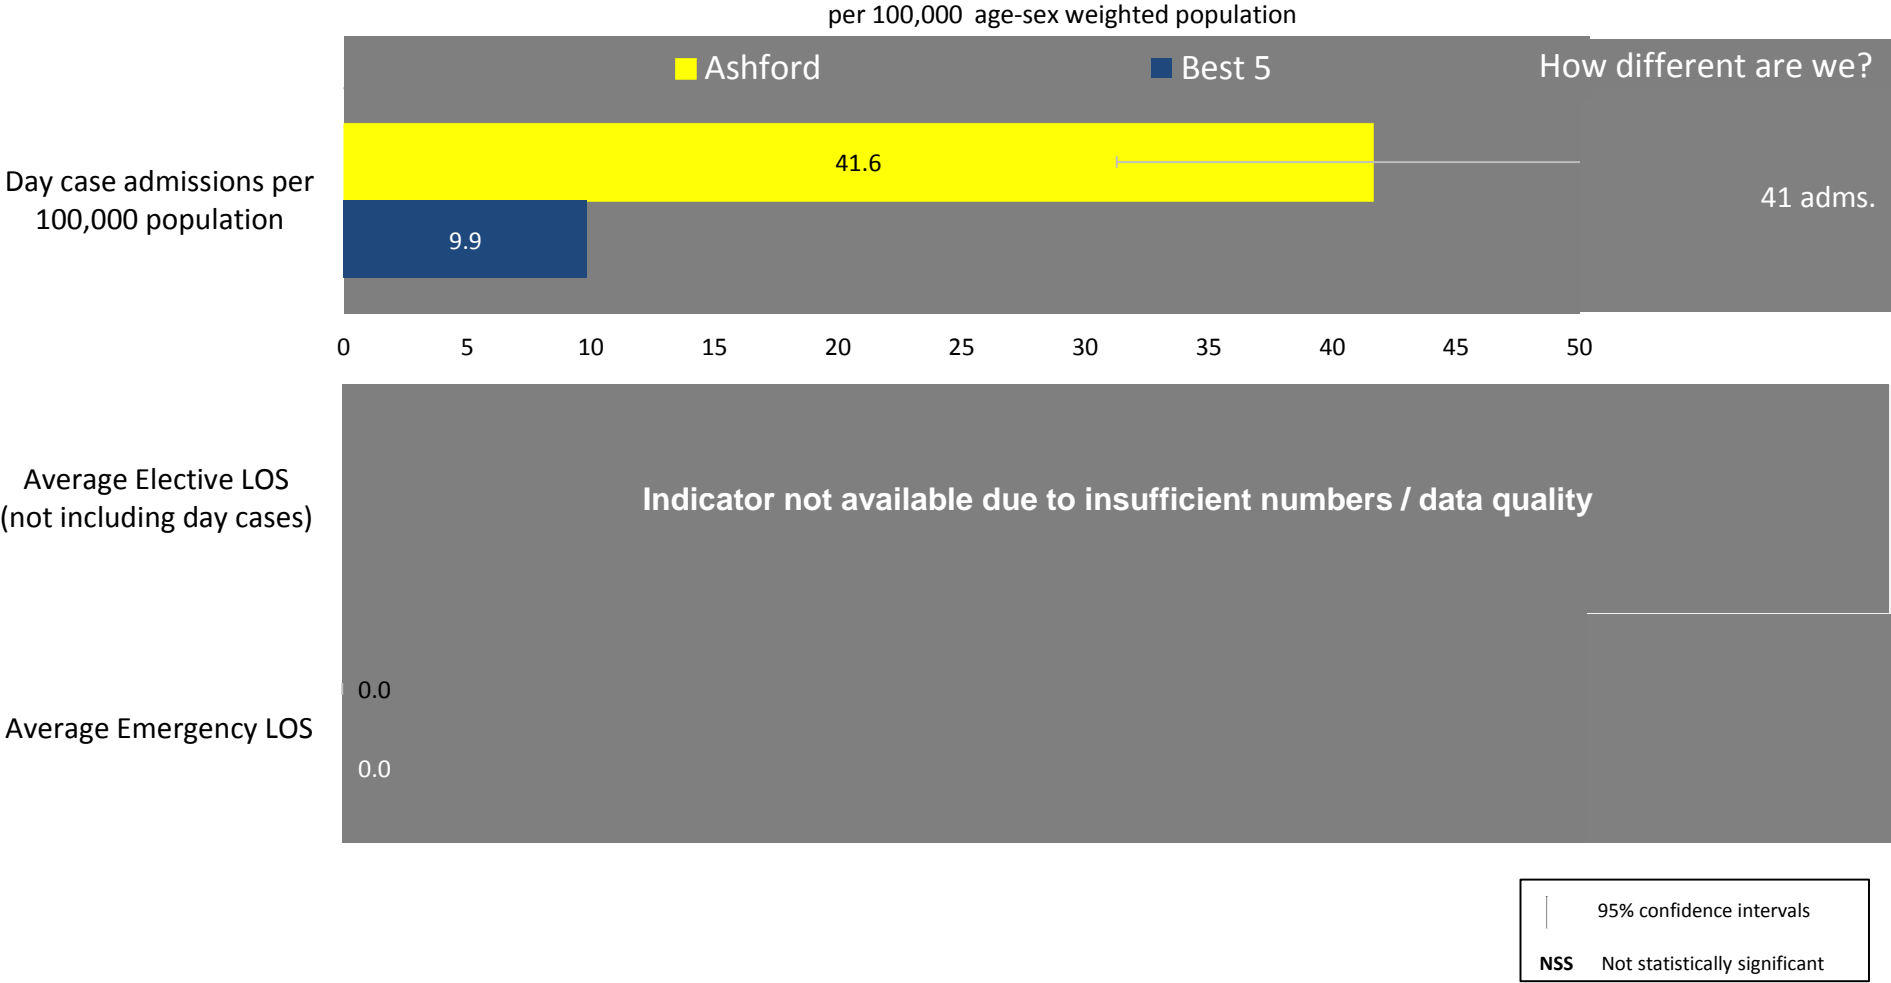 per 100,000  age-sex weighted population
Ashford
Best 5
How different are we?
Day case admissions per
100,000 population
41.6
9.9
41 adms.
0 5 10 15 20 25 30 35 40 45 50
Average Elective LOS
(not including day cases)
Indicator not available due to insufficient numbers / data quality
Average Emergency LOS
0.0
0.0
95% confidence intervals
NSS Not statistically significant